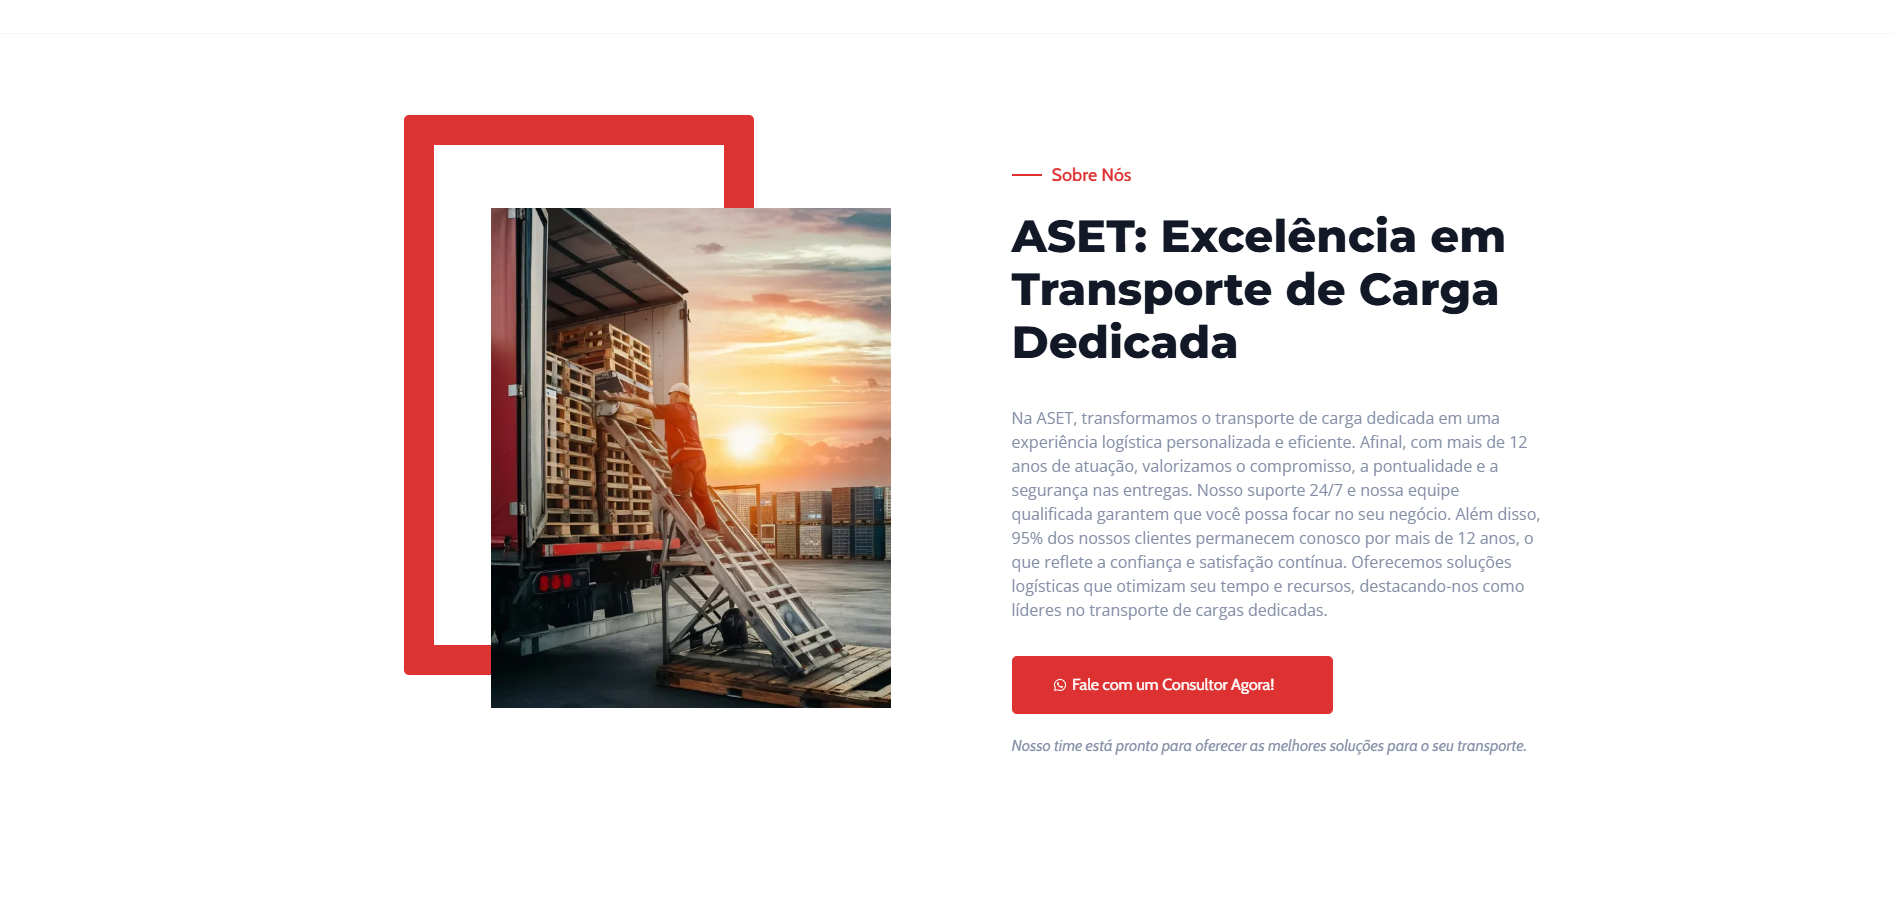 Sobre Nós
ASET: Excelência em
Transporte de Carga
Dedicada
Na ASET, transformamos o transporte de carga dedicada em uma
experiência logística personalizada e eficiente. Afinal, com mais de 12
anos de atuação, valorizamos o compromisso, a pontualidade e a
segurança nas entregas. Nosso suporte 24/7 e nossa equipe
qualificada garantem que você possa focar no seu negócio. Além disso,
95% dos nossos clientes permanecem conosco por mais de 12 anos, o
que reflete a confiança e satisfação contínua. Oferecemos soluções
logísticas que otimizam seu tempo e recursos, destacando-nos como
líderes no transporte de cargas dedicadas.
Fale com um Consultor Agora!
Nosso time está pronto para oferecer as melhores soluções para o seu transporte.